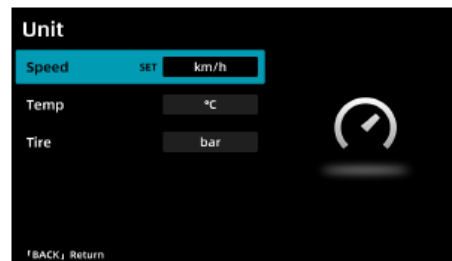 Unit
Speed SET km/h
Temp °C
Tire bar
「BACK」 Return